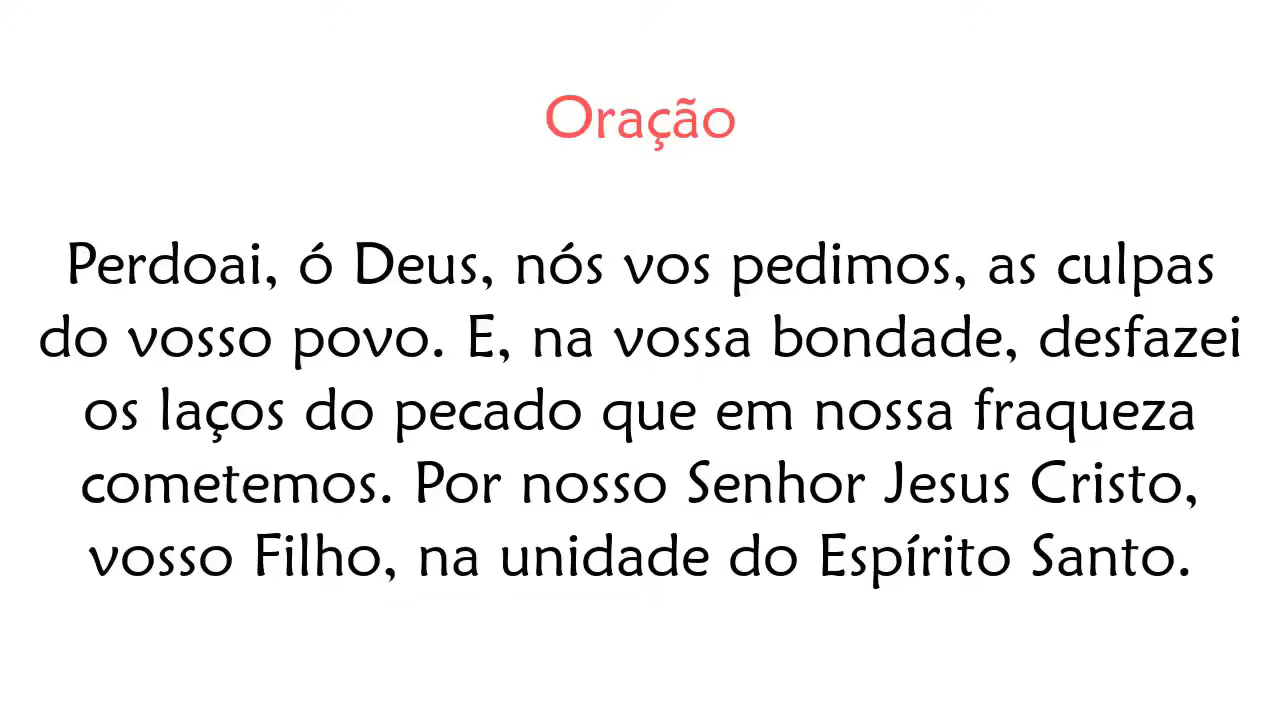 Oração
Perdoai, ó Deus, nós vos pedimos, as culpas
do vosso povo. E, na vossa bondade, desfazei
os laços do pecado que em nossa fraqueza
cometemos. Por nosso Senhor Jesus Cristo,
vosso Filho, na unidade do Espírito Santo.